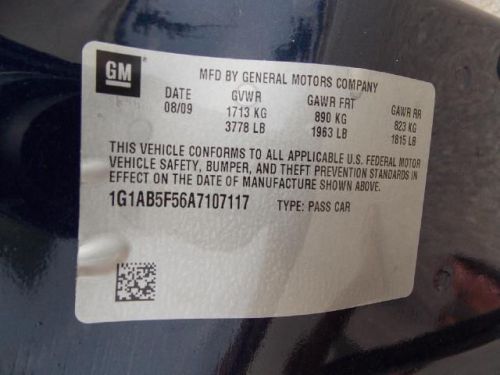 GM
MFD BY GENERAL MOTORS COMPANY
DATE GVWR GAWR FRT GAWR RR
08/09 1713 KG 890 KG 823 KG
3778 LB 1963 LB 1815 LB
THIS VEHICLE CONFORMS TO ALL APPLICABLE U.S. FEDERAL MOTOR
VEHICLE SAFETY, BUMPER, AND THEFT PREVENTION STANDARDS IN
EFFECT ON THE DATE OF MANUFACTURE SHOWN ABOVE.
1G1AB5F56A7107117 TYPE: PASS CAR